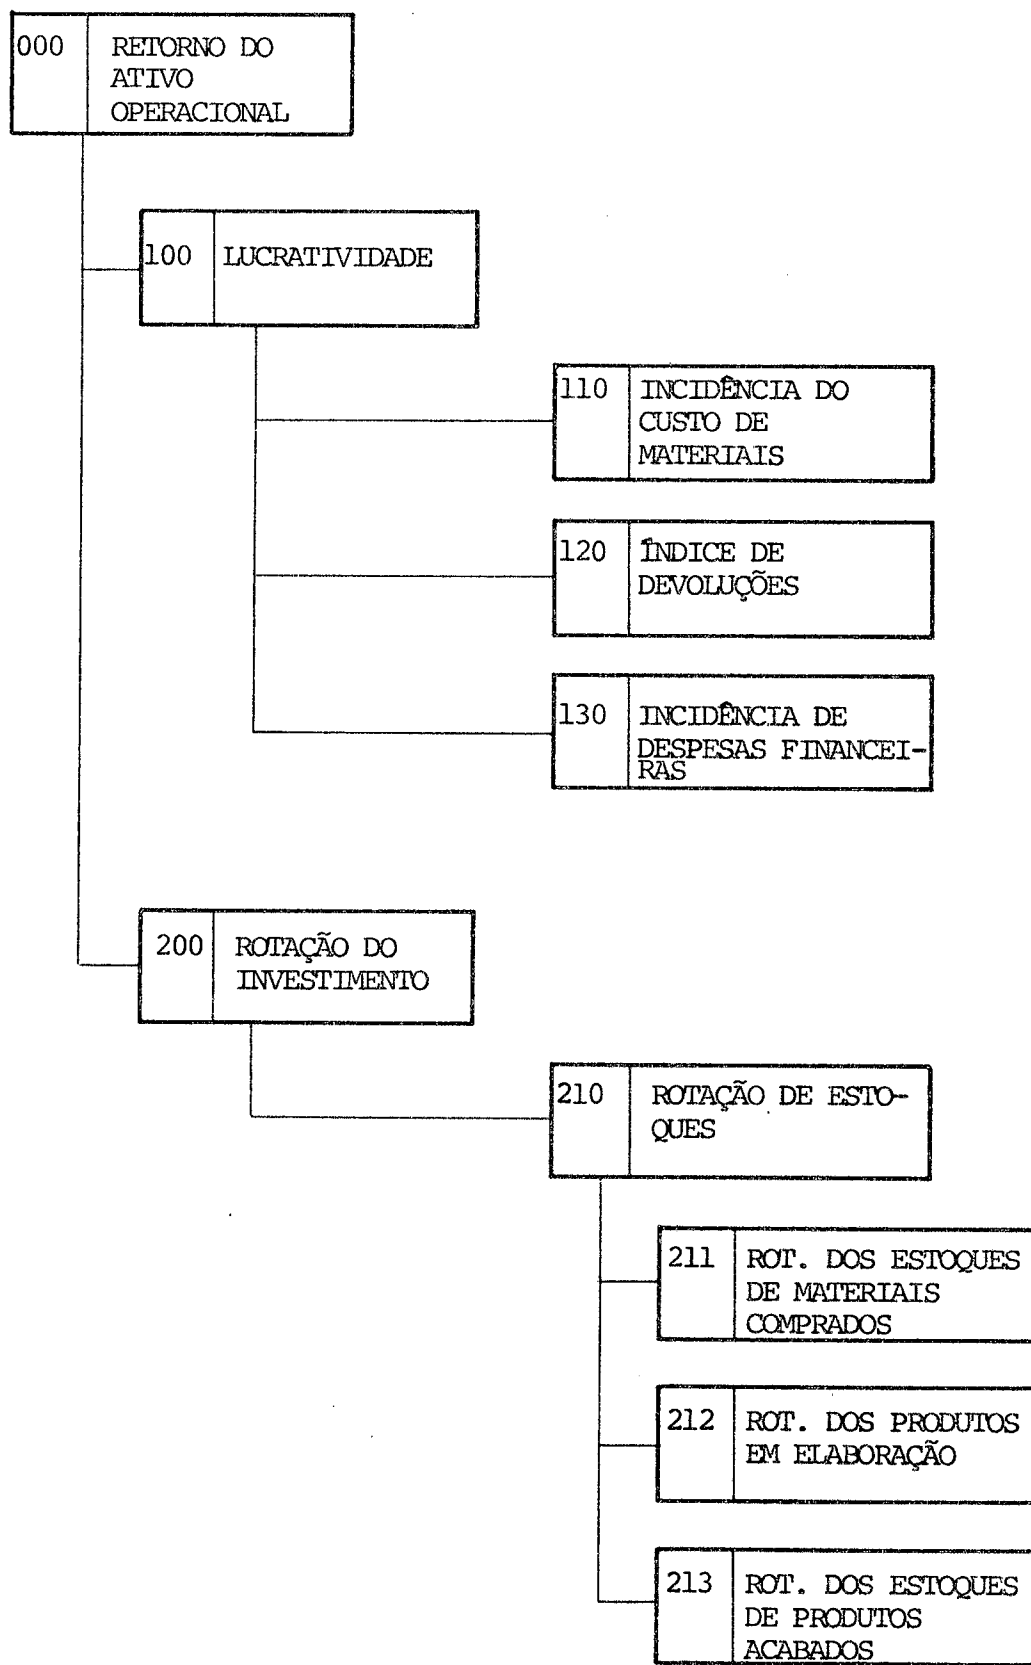 000 RETORNO DO
ATIVO
OPERACIONAL
100 LUCRATIVIDADE
110 INCIDÊNCIA DO
CUSTO DE
MATERIAIS
120 ÍNDICE DE
DEVOLUÇÕES
130 INCIDÊNCIA DE
DESPESAS FINANCEI-
RAS
200 ROTAÇÃO DO
INVESTIMENTO
210 ROTAÇÃO DE ESTO-
QUES
211 ROT. DOS ESTOQUES
DE MATERIAIS
COMPRADOS
212 ROT. DOS PRODUTOS
EM ELABORAÇÃO
213 ROT. DOS ESTOQUES
DE PRODUTOS
ACABADOS